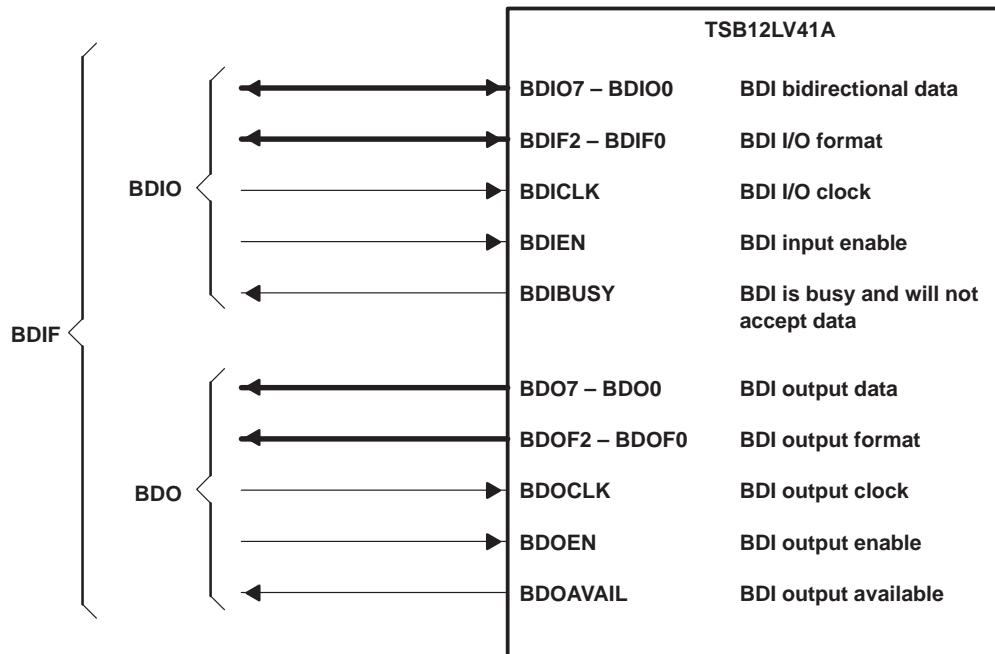 TSB12LV41A
BDIO7 – BDIO0 BDI bidirectional data
BDIF2 – BDIF0 BDI I/O format
BDIO
BDICLK BDI I/O clock
BDIEN BDI input enable
BDIBUSY BDI is busy and will not
accept data
BDIF
BDO7 – BDO0 BDI output data
BDOF2 – BDOF0 BDI output format
BDO
BDOCLK BDI output clock
BDOEN BDI output enable
BDOAVAIL BDI output available